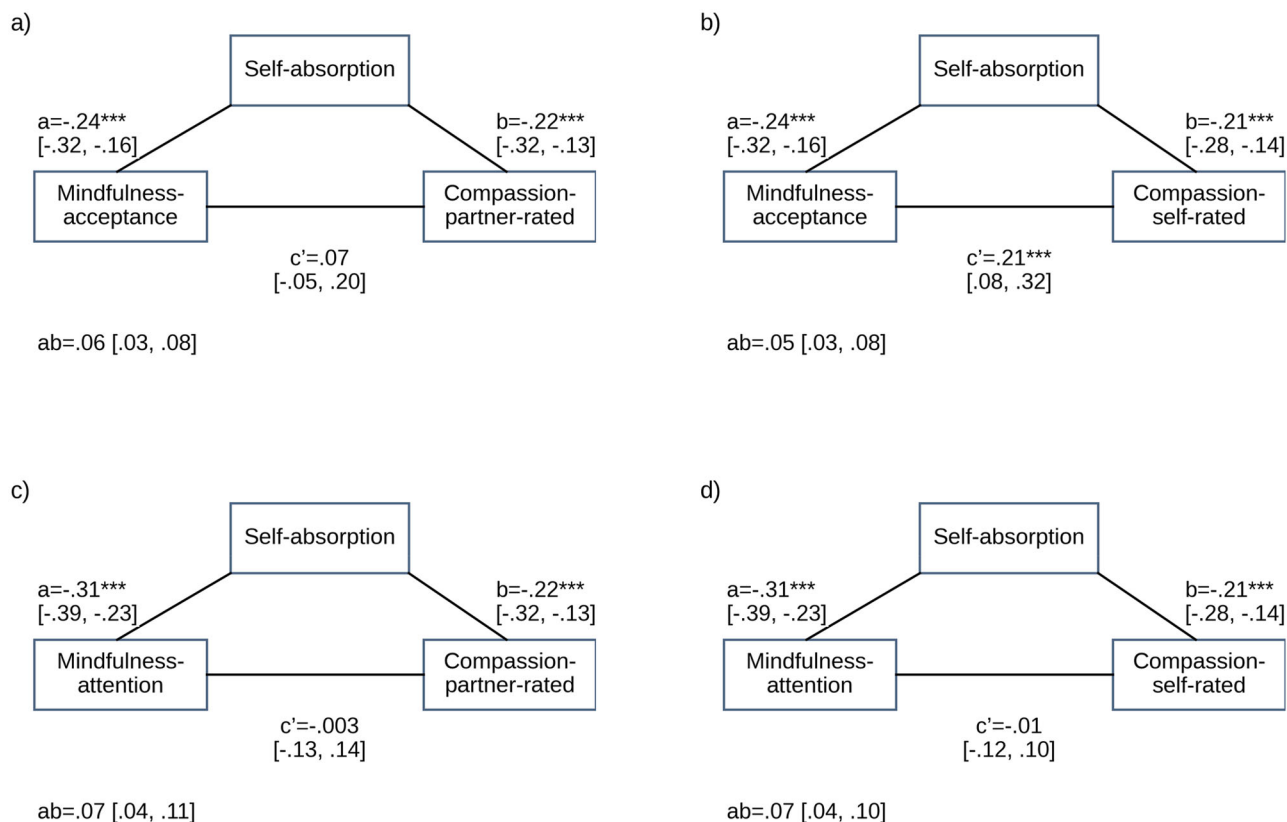 a)
Self-absorption
a=-.24***
[-.32, -.16]
b=-.22***
[-.32, -.13]
Mindfulness-
acceptance
Compassion-
partner-rated
c’=.07
[-.05, .20]
ab=.06 [.03, .08]
b)
Self-absorption
a=-.24***
[-.32, -.16]
b=-.21***
[-.28, -.14]
Mindfulness-
acceptance
Compassion-
self-rated
c’=.21***
[.08, .32]
ab=.05 [.03, .08]
c)
Self-absorption
a=-.31***
[-.39, -.23]
b=-.22***
[-.32, -.13]
Mindfulness-
attention
Compassion-
partner-rated
c’=-.003
[-.13, .14]
ab=.07 [.04, .11]
d)
Self-absorption
a=-.31***
[-.39, -.23]
b=-.21***
[-.28, -.14]
Mindfulness-
attention
Compassion-
self-rated
c’=-.01
[-.12, .10]
ab=.07 [.04, .10]